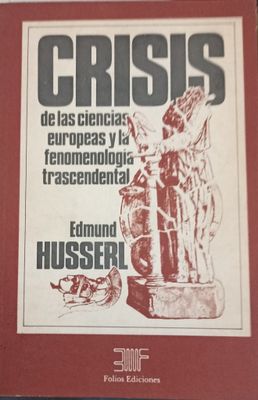 CRISIS
de las ciencias
europeas y la
fenomenología
trascendental
Edmund
HUSSERL
Folios Ediciones